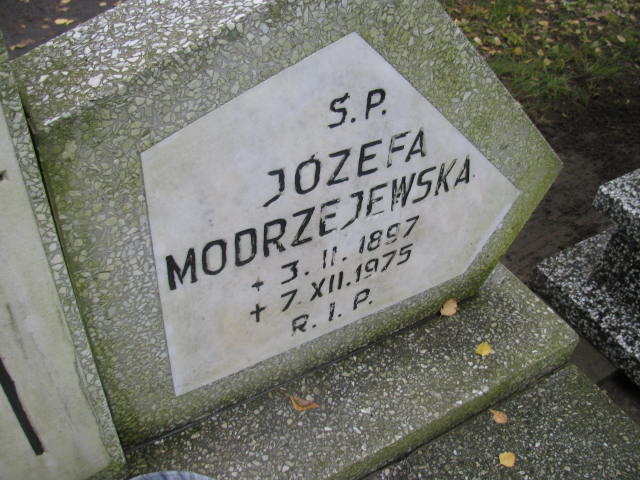 Ś.P.
JÓZEFA
MODRZEJEWSKA
+ 3. II. 1897
+ 7. XII. 1975
R. I. P.